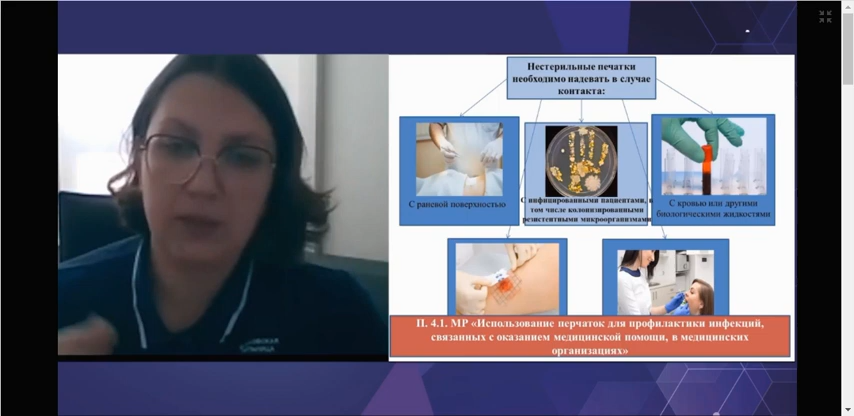 Нестерильные печатки
необходимо надевать в случае
контакта:
С раневой поверхностью
С инфицированными пациентами, в
том числе колонизированными
резистентными микроорганизмами
С кровью или другими
биологическими жидкостями
П. 4.1. МР «Использование перчаток для профилактики инфекций,
связанных с оказанием медицинской помощи, в медицинских
организациях»